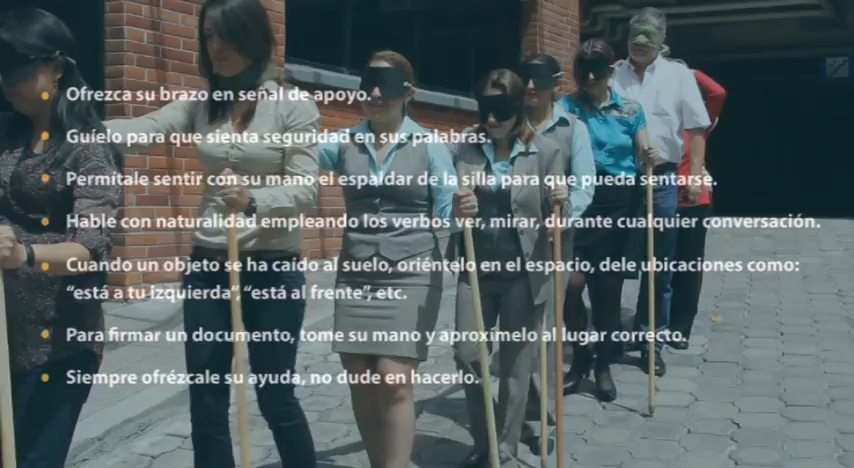 Ofrezca su brazo en señal de apoyo.
Guíelo para que sienta seguridad en sus palabras.
Permítale sentir con su mano el espaldar de la silla para que pueda sentarse.
Hable con naturalidad empleando los verbos ver, mirar, durante cualquier conversación.
Cuando un objeto se ha caído al suelo, oriéntelo en el espacio, dele ubicaciones como:
“está a tu izquierda”, “está al frente”, etc.
Para firmar un documento, tome su mano y aproxímelo al lugar correcto.
Siempre ofrézcale su ayuda, no dude en hacerlo.